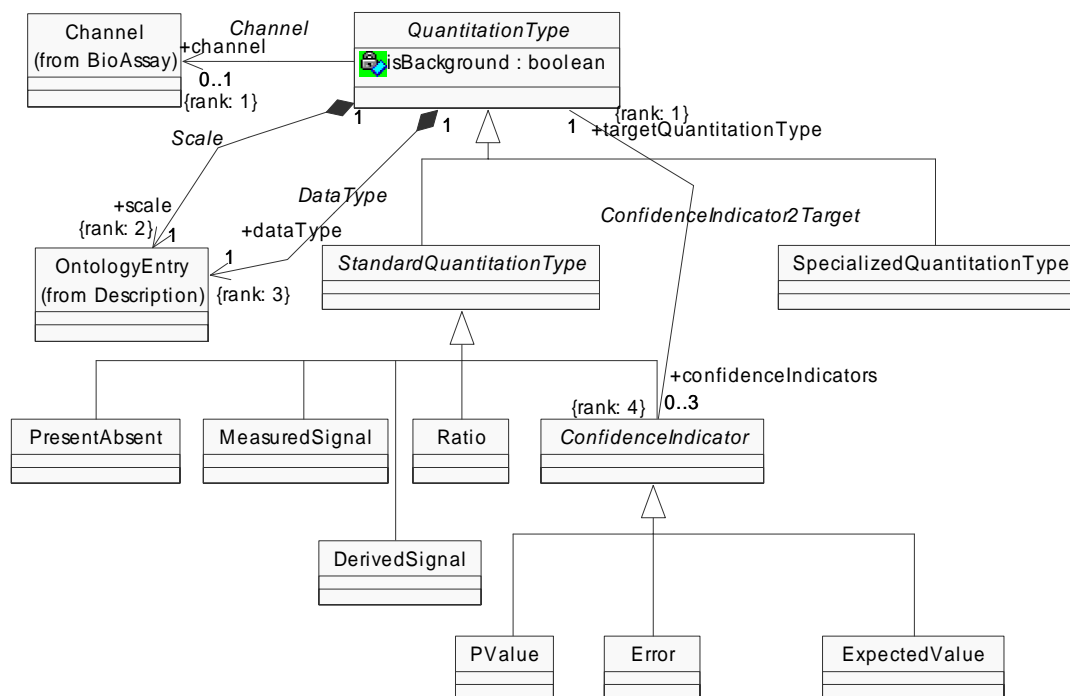 Channel
(from BioAssay)
Channel
+channel
0..1
{rank: 1}
QuantitationType
isBackground : boolean
1
1
1
{rank: 1}
+targetQuantitationType
Scale
+scale
{rank: 2}
1
DataType
+dataType
1
{rank: 3}
ConfidenceIndicator2Target
OntologyEntry
(from Description)
StandardQuantitationType
SpecializedQuantitationType
+confidenceIndicators
{rank: 4}
0..3
PresentAbsent
MeasuredSignal
Ratio
ConfidenceIndicator
DerivedSignal
PValue
Error
ExpectedValue